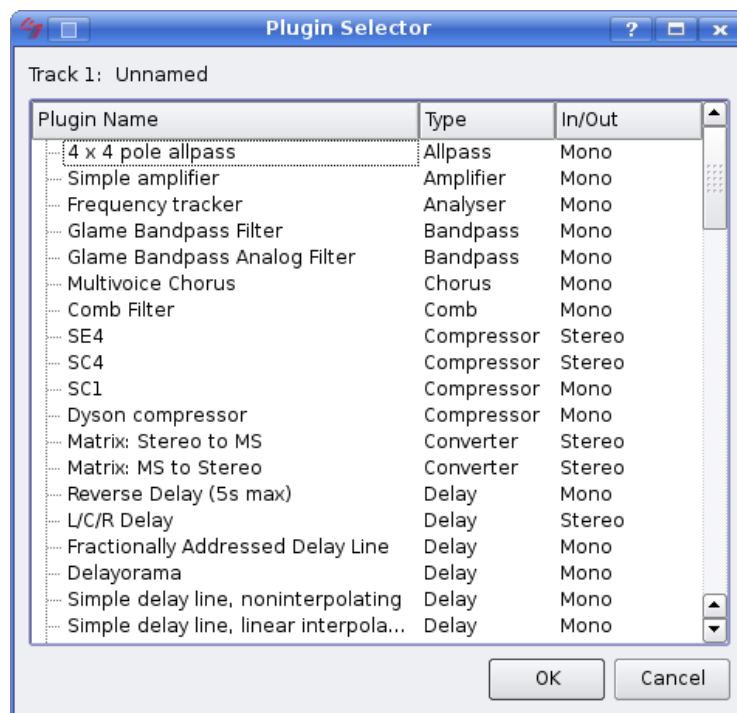 Plugin Selector
?
Track 1: Unnamed
Plugin Name Type In/Out
4 x 4 pole allpass Allpass Mono
Simple amplifier Amplifier Mono
Frequency tracker Analyser Mono
Glame Bandpass Filter Bandpass Mono
Glame Bandpass Analog Filter Bandpass Mono
Multivoice Chorus Chorus Mono
Comb Filter Comb Mono
SE4 Compressor Stereo
SC4 Compressor Stereo
SC1 Compressor Mono
Dyson compressor Compressor Mono
Matrix: Stereo to MS Converter Stereo
Matrix: MS to Stereo Converter Stereo
Reverse Delay (5s max) Delay Mono
L/C/R Delay Delay Stereo
Fractionally Addressed Delay Line Delay Mono
Delayorama Delay Mono
Simple delay line, noninterpolating Delay Mono
Simple delay line, linear interpola... Delay Mono
OK Cancel